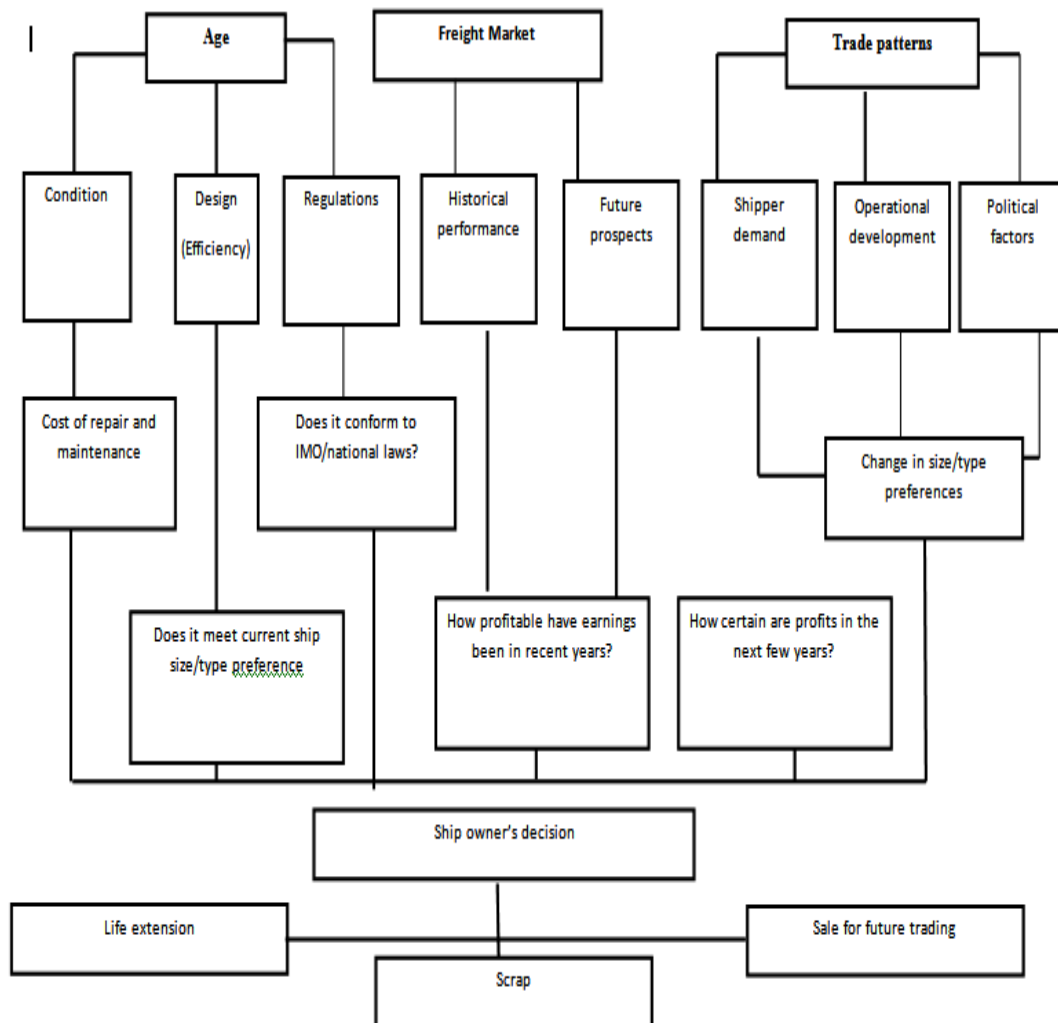 Age
Freight Market
Trade patterns
Condition
Design
(Efficiency)
Regulations
Historical
performance
Future
prospects
Shipper
demand
Operational
development
Political
factors
Cost of repair and
maintenance
Does it conform to
IMO/national laws?
Change in size/type
preferences
Does it meet current ship
size/type preference
How profitable have earnings
been in recent years?
How certain are profits in the
next few years?
Ship owner's decision
Life extension
Sale for future trading
Scrap